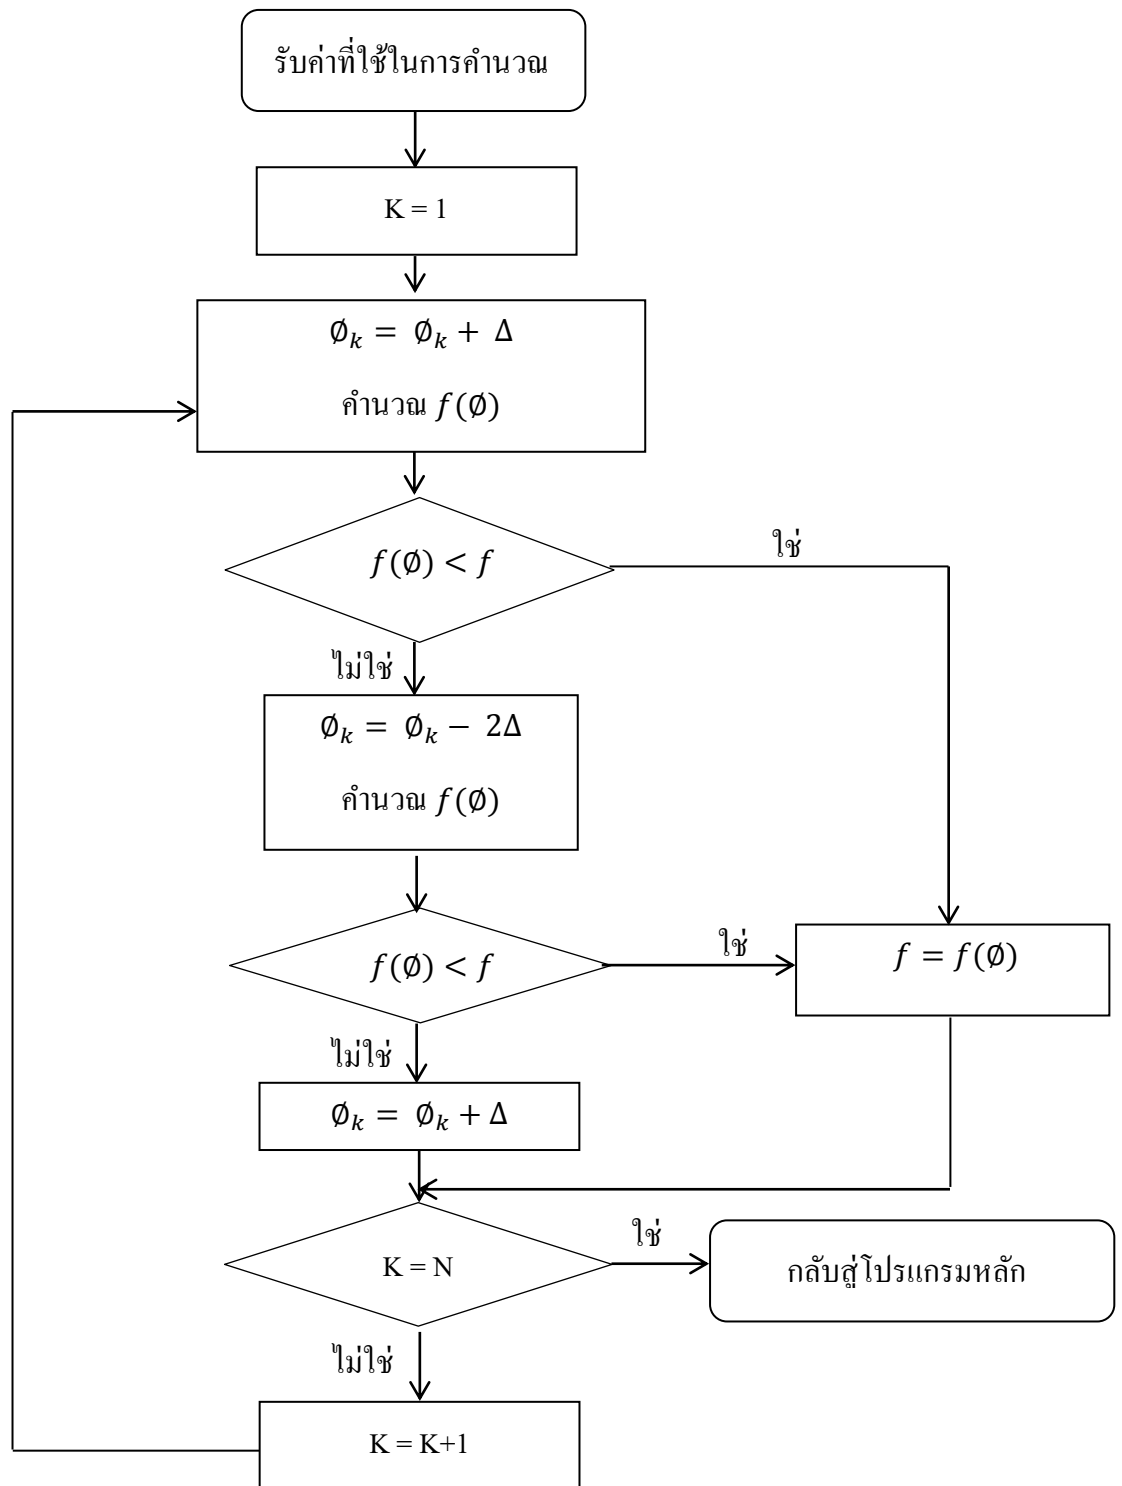 รับค่าที่ใช้ในการคำนวณ
K = 1
∅ₖ = ∅ₖ + Δ
คำนวณ f(∅)
f(∅) < f
ใช่
ไม่ใช่
∅ₖ = ∅ₖ − 2Δ
คำนวณ f(∅)
f(∅) < f
ใช่
f = f(∅)
ไม่ใช่
∅ₖ = ∅ₖ + Δ
K = N
ใช่
กลับสู่โปรแกรมหลัก
ไม่ใช่
K = K+1